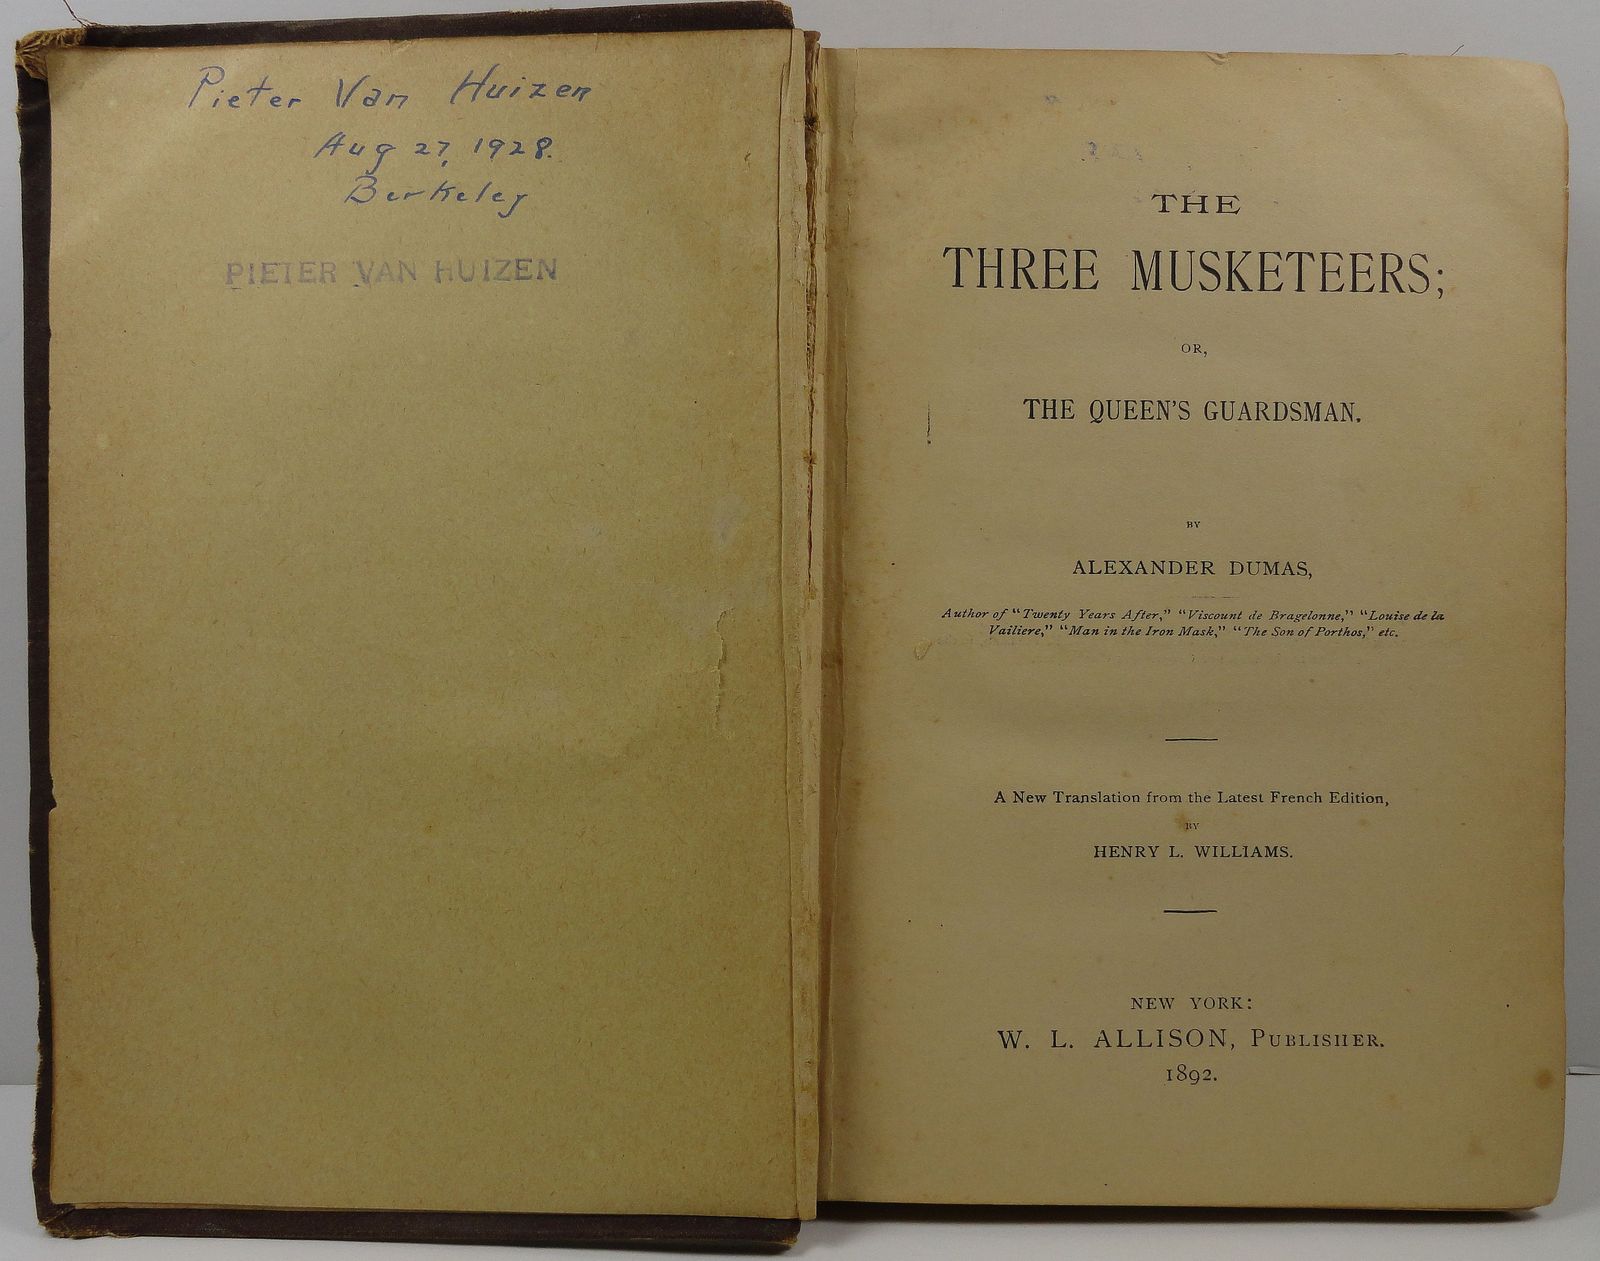 Pieter Van Huizen
Aug 27, 1928.
Berkeley
PIETER VAN HUIZEN
THE
THREE MUSKETEERS;
OR,
THE QUEEN'S GUARDSMAN.
BY
ALEXANDER DUMAS,
Author of "Twenty Years After," "Viscount de Bragelonne," "Louise de la
Vailiere," "Man in the Iron Mask," "The Son of Porthos," etc.
A New Translation from the Latest French Edition,
BY
HENRY L. WILLIAMS.
NEW YORK:
W. L. ALLISON, PUBLISHER.
1892.